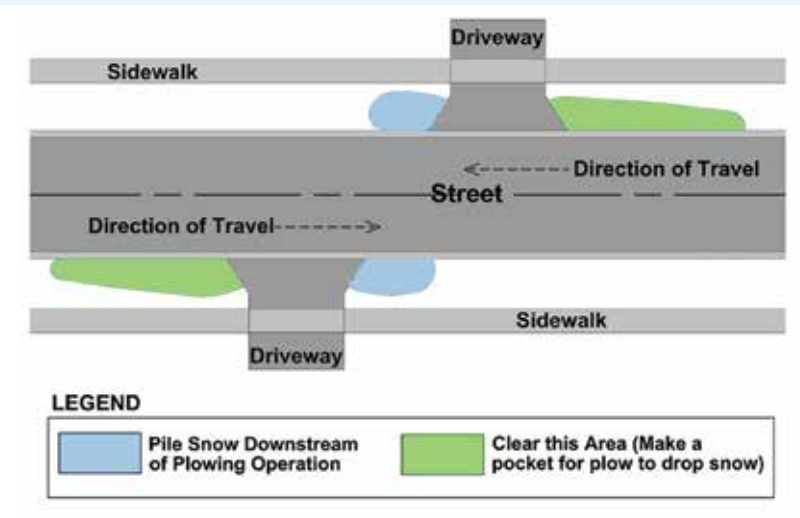 Driveway
Sidewalk
Direction of Travel
Street
Direction of Travel
Sidewalk
Driveway
LEGEND
Pile Snow Downstream
of Plowing Operation
Clear this Area (Make a
pocket for plow to drop snow)